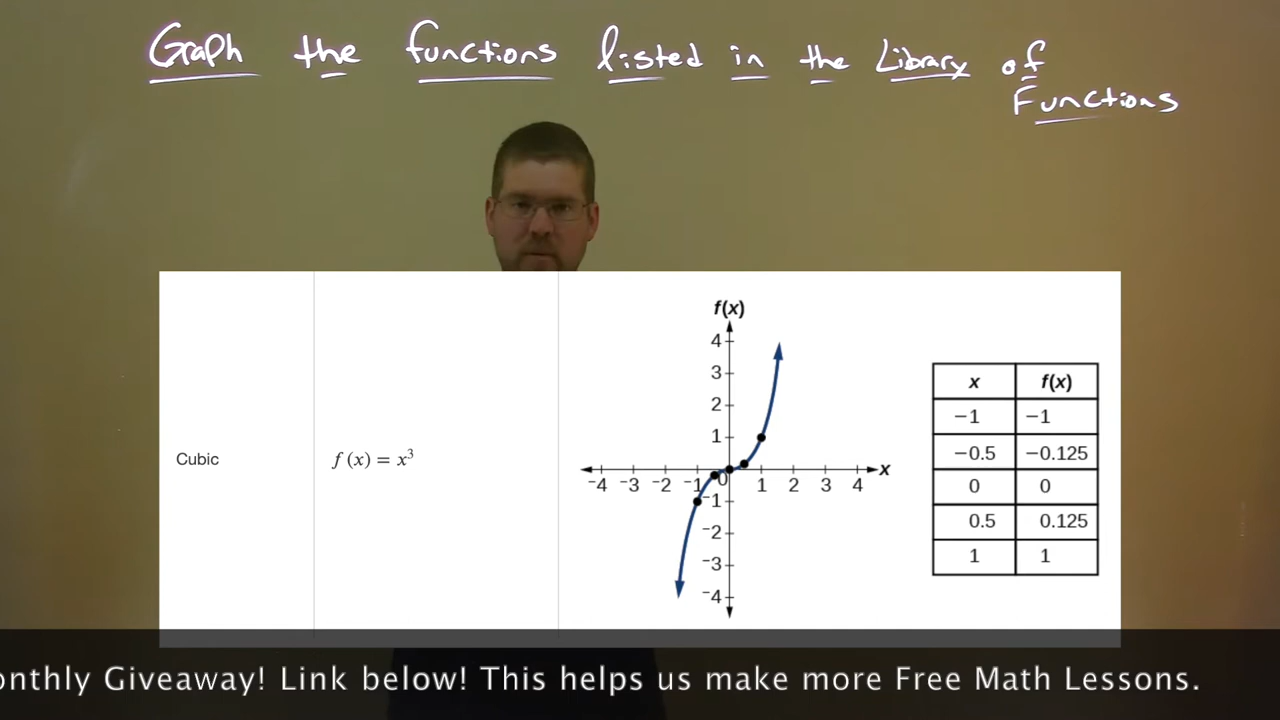 Graph the functions listed in the Library of
Functions
f(x)
4
3
2
1
-4 -3 -2 -1 0 1 2 3 4 x
-1
-2
-3
-4
Cubic
f(x) = x³
x f(x)
-1 -1
-0.5 -0.125
0 0
0.5 0.125
1 1
onthly Giveaway! Link below! This helps us make more Free Math Lessons.